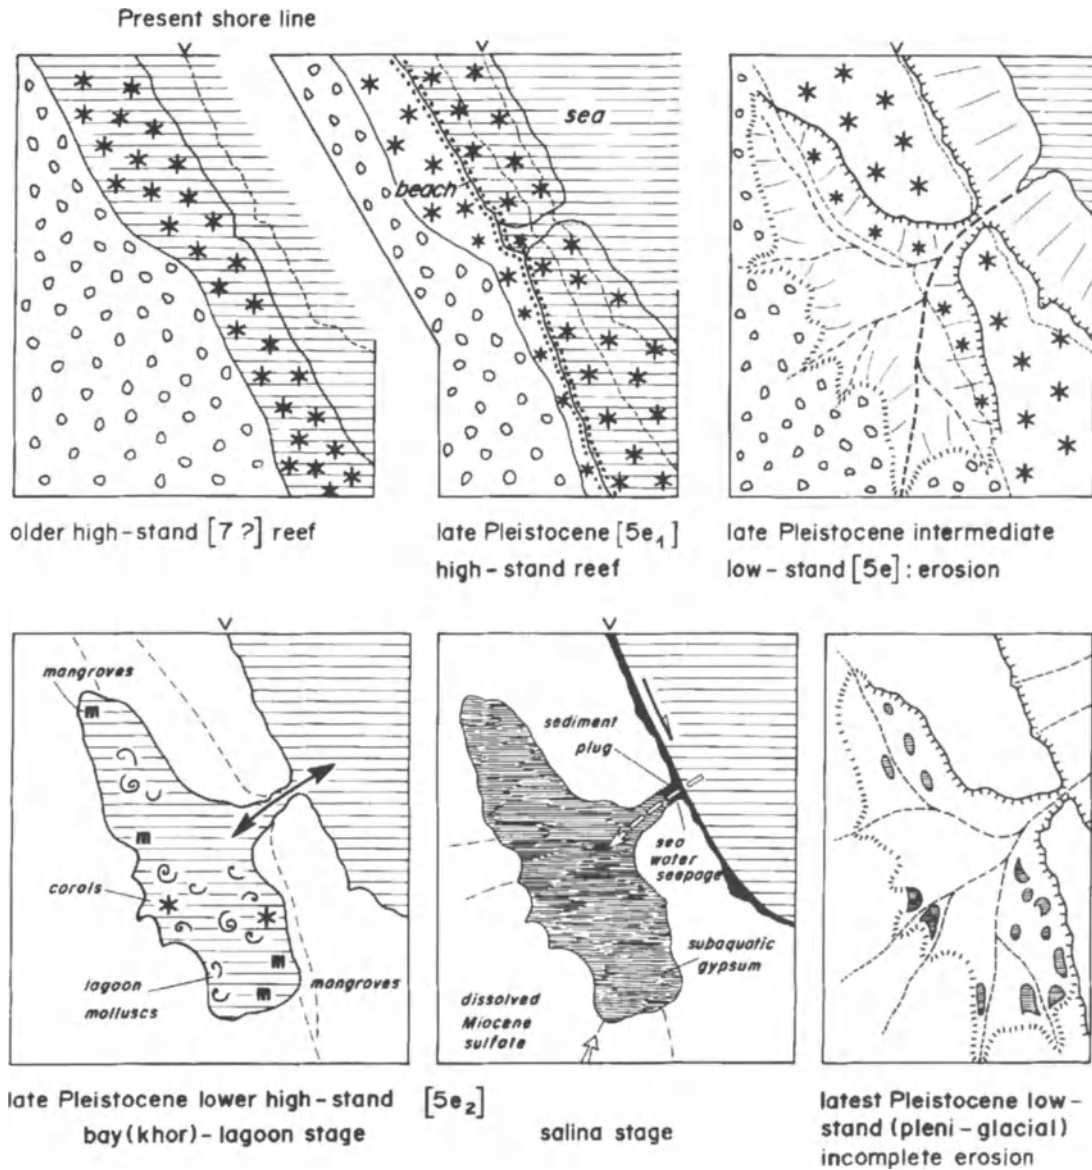 Present shore line
sea
beach
older high-stand [7 ?] reef
late Pleistocene [5e₁]
high-stand reef
late Pleistocene intermediate
low-stand [5e] : erosion
mangroves
m
m
corals
m
m
lagoon
molluscs
mangroves
sediment
plug
sea
water
seepage
subaquatic
gypsum
dissolved
Miocene
sulfate
late Pleistocene lower high-stand
bay (khor) - lagoon stage
[5e₂]
salina stage
latest Pleistocene low-
stand (pleni-glacial)
incomplete erosion